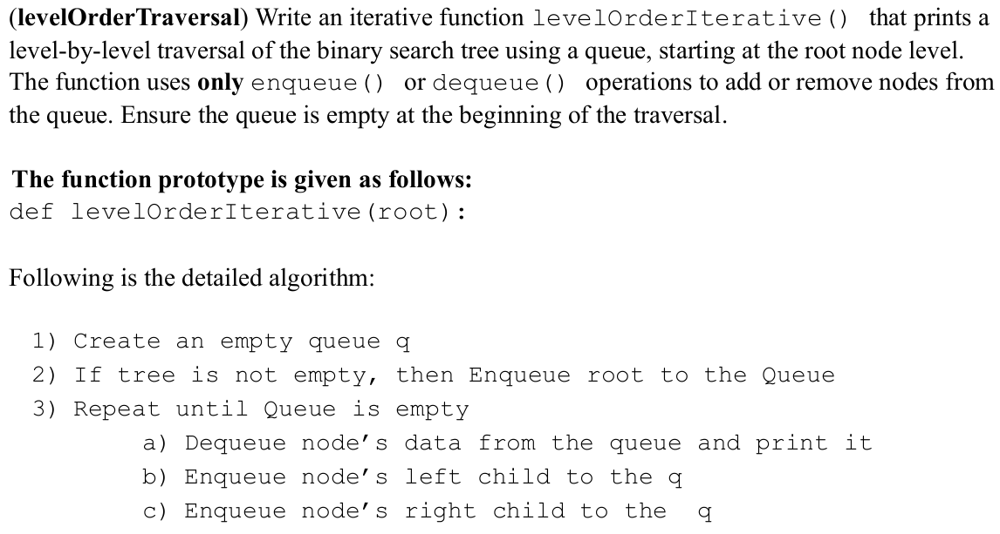 (levelOrderTraversal) Write an iterative function levelOrderIterative() that prints a
level-by-level traversal of the binary search tree using a queue, starting at the root node level.
The function uses only enqueue() or dequeue() operations to add or remove nodes from
the queue. Ensure the queue is empty at the beginning of the traversal.
The function prototype is given as follows:
def levelOrderIterative(root):
Following is the detailed algorithm:
1) Create an empty queue q
2) If tree is not empty, then Enqueue root to the Queue
3) Repeat until Queue is empty
a) Dequeue node’s data from the queue and print it
b) Enqueue node’s left child to the q
c) Enqueue node’s right child to the q